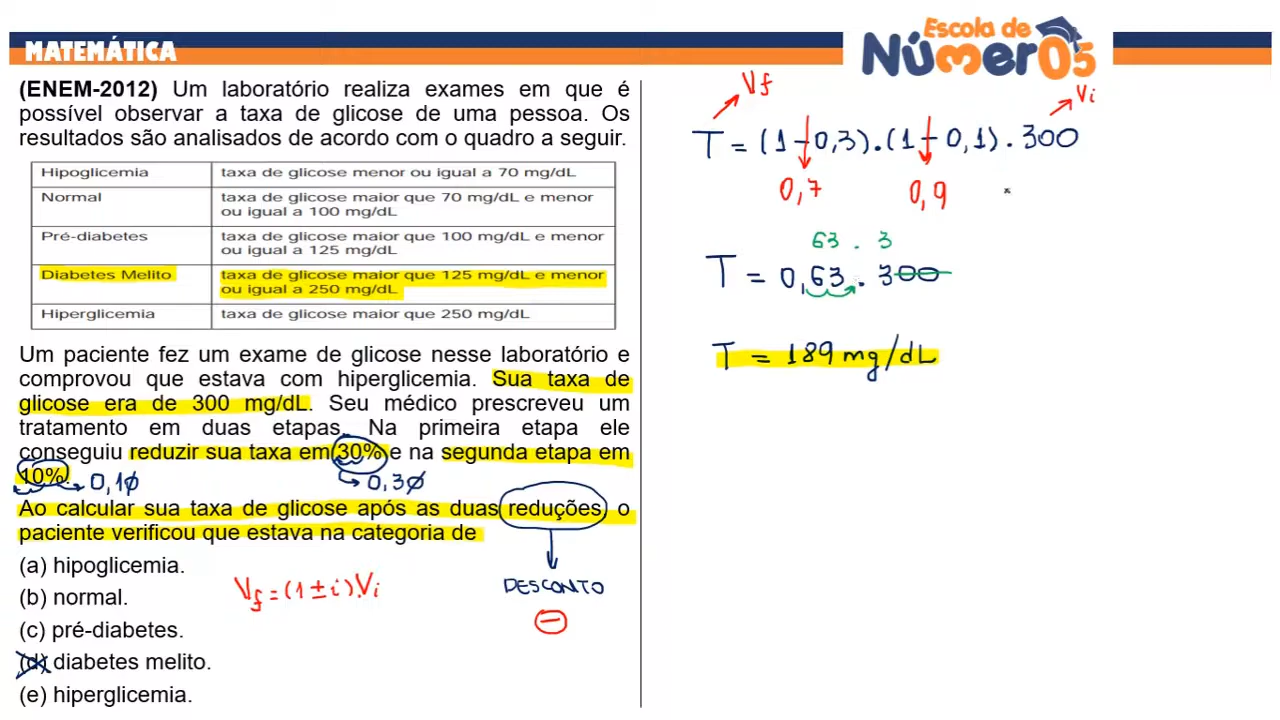 MATEMÁTICA
Escola de
Número5
(ENEM-2012) Um laboratório realiza exames em que é
possível observar a taxa de glicose de uma pessoa. Os
resultados são analisados de acordo com o quadro a seguir.
Hipoglicemia taxa de glicose menor ou igual a 70 mg/dL
Normal taxa de glicose maior que 70 mg/dL e menor
ou igual a 100 mg/dL
Pré-diabetes taxa de glicose maior que 100 mg/dL e menor
ou igual a 125 mg/dL
Diabetes Melito taxa de glicose maior que 125 mg/dL e menor
ou igual a 250 mg/dL
Hiperglicemia taxa de glicose maior que 250 mg/dL
Um paciente fez um exame de glicose nesse laboratório e
comprovou que estava com hiperglicemia. Sua taxa de
glicose era de 300 mg/dL. Seu médico prescreveu um
tratamento em duas etapas. Na primeira etapa ele
conseguiu reduzir sua taxa em 30% e na segunda etapa em
10%.
0,10
0,30
Ao calcular sua taxa de glicose após as duas reduções, o
paciente verificou que estava na categoria de
(a) hipoglicemia.
(b) normal.
(c) pré-diabetes.
(d) diabetes melito.
(e) hiperglicemia.
Vf = (1 ± i).Vi
DESCONTO
−
Vf
Vi
T = (1 − 0,3).(1 − 0,1).300
0,7 0,9
63 . 3
T = 0,63 . 300
T = 189 mg/dL